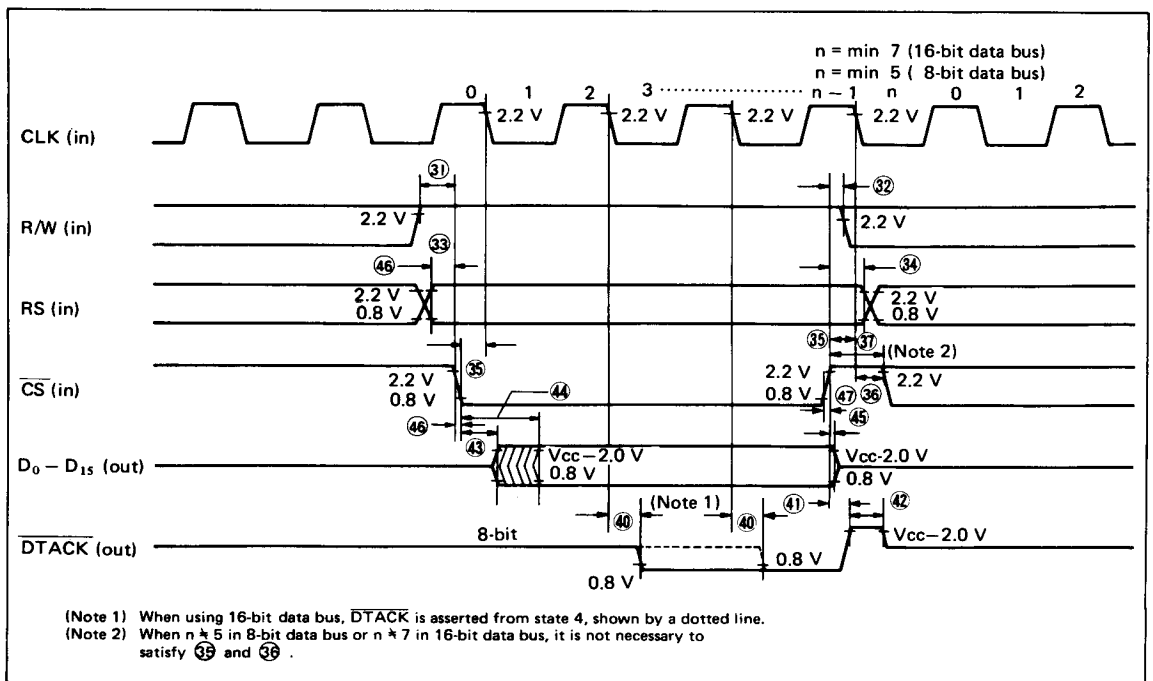 n = min 7 (16-bit data bus)
n = min 5 ( 8-bit data bus)
0 1 2 3 ·················· n − 1 n 0 1 2
CLK (in) 2.2 V 2.2 V 2.2 V 2.2 V
㉛ ㉜
R/W (in) 2.2 V 2.2 V
㊻ ㉝ ㉞
RS (in) 2.2 V 2.2 V
0.8 V 0.8 V
㉟ ㉟ ㊲ (Note 2)
CS (in) 2.2 V 2.2 V 2.2 V
0.8 V ㊹ 0.8 V ㊼ ㊱
㊻ ㊸ ㊺
D0 − D15 (out) Vcc−2.0 V Vcc-2.0 V
0.8 V 0.8 V
㊵ (Note 1) ㊵ ㊶ ㊷
DTACK (out) 8-bit Vcc−2.0 V
0.8 V 0.8 V
(Note 1) When using 16-bit data bus, DTACK is asserted from state 4, shown by a dotted line.
(Note 2) When n ≒ 5 in 8-bit data bus or n ≒ 7 in 16-bit data bus, it is not necessary to
satisfy ㉟ and ㊱ .